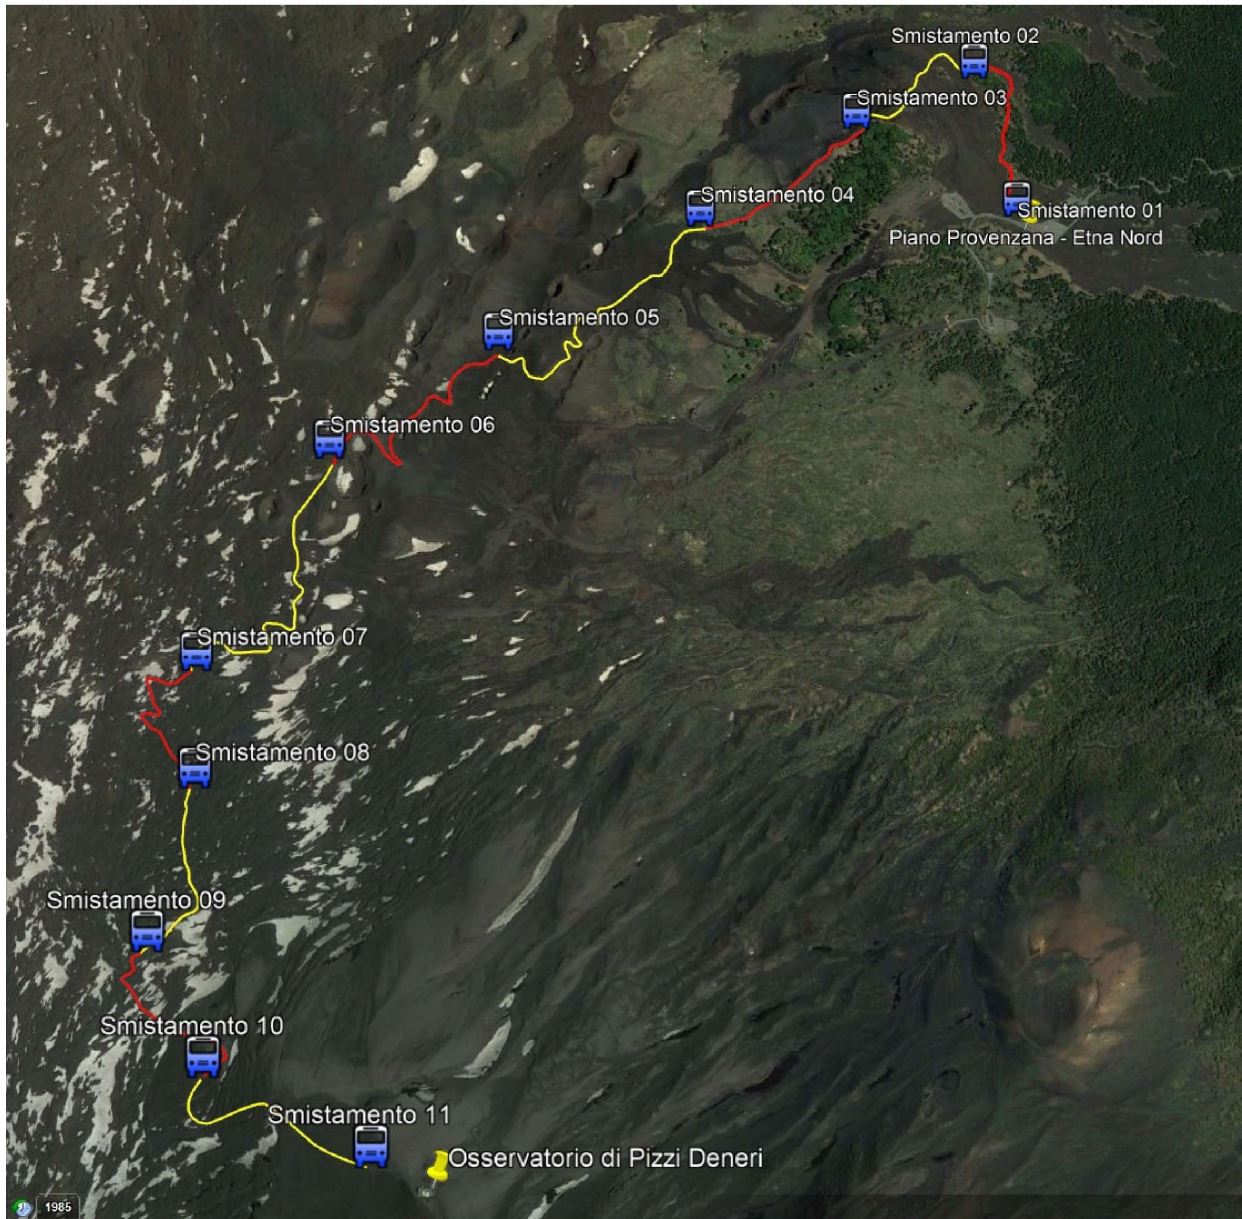 Smistamento 02
Smistamento 03
Smistamento 04
Smistamento 01
Piano Provenzana - Etna Nord
Smistamento 05
Smistamento 06
Smistamento 07
Smistamento 08
Smistamento 09
Smistamento 10
Smistamento 11
Osservatorio di Pizzi Deneri
1985